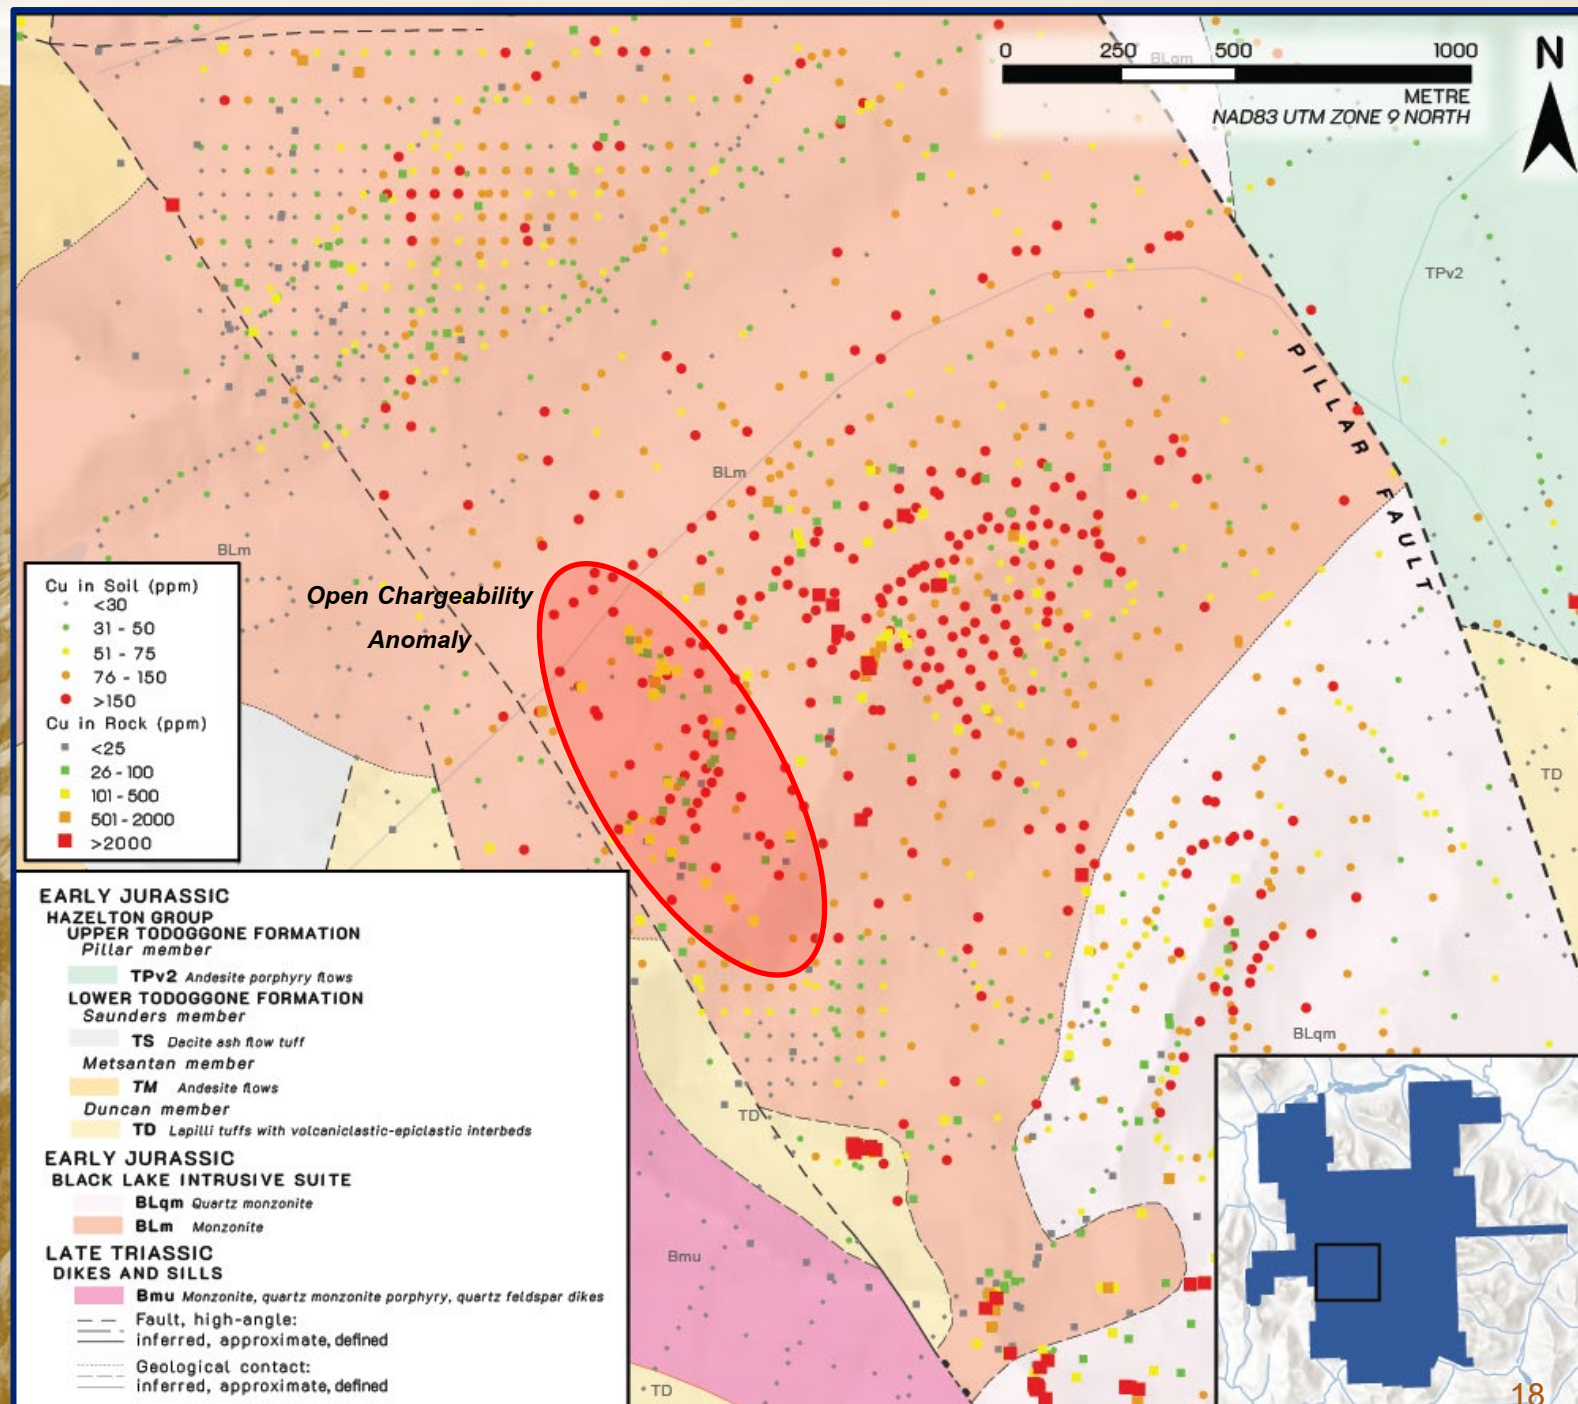 0 250 500 1000
METRE
NAD83 UTM ZONE 9 NORTH
N
BLqm
TPv2
PILLAR FAULT
BLm
BLm
Open Chargeability
Anomaly
Cu in Soil (ppm)
<30
31 - 50
51 - 75
76 - 150
>150
Cu in Rock (ppm)
<25
26 - 100
101 - 500
501 - 2000
>2000
TD
EARLY JURASSIC
HAZELTON GROUP
UPPER TODOGGONE FORMATION
Pillar member
TPv2 Andesite porphyry flows
LOWER TODOGGONE FORMATION
Saunders member
TS Dacite ash flow tuff
Metsantan member
TM Andesite flows
Duncan member
TD Lapilli tuffs with volcaniclastic-epiclastic interbeds
EARLY JURASSIC
BLACK LAKE INTRUSIVE SUITE
BLqm Quartz monzonite
BLm Monzonite
LATE TRIASSIC
DIKES AND SILLS
Bmu Monzonite, quartz monzonite porphyry, quartz feldspar dikes
Fault, high-angle:
inferred, approximate, defined
Geological contact:
inferred, approximate, defined
BLqm
TD
Bmu
TD
18